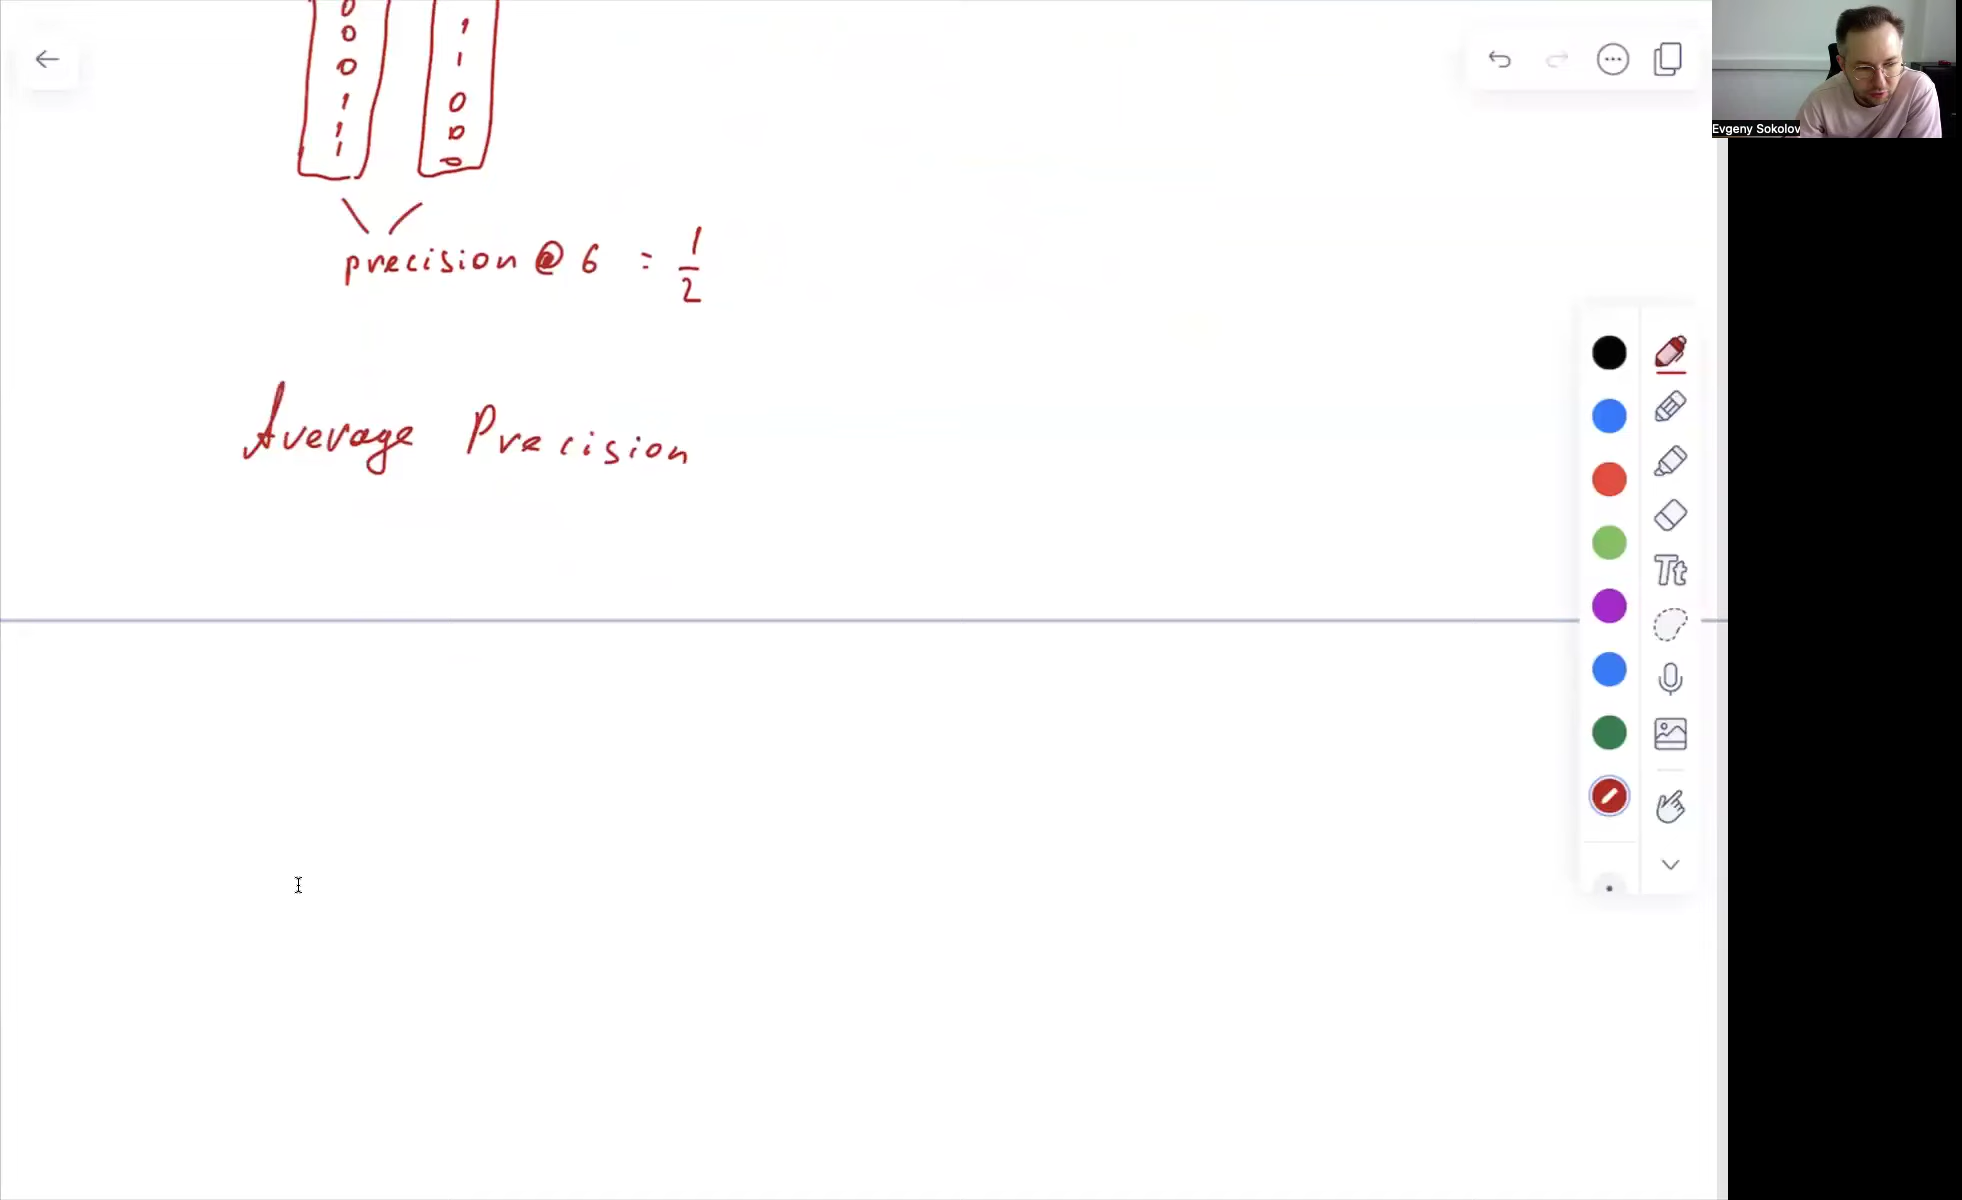 0 1
0 1
0 0
1 0
1 0
1
precision @ 6 = 1/2
Average Precision
Tt
Evgeny Sokolov